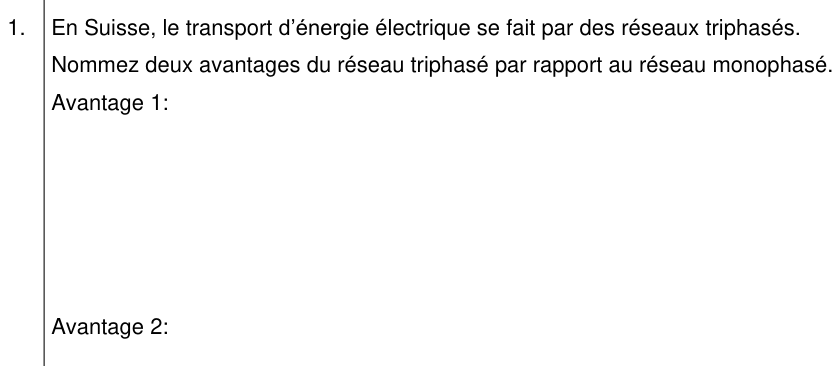 1. En Suisse, le transport d’énergie électrique se fait par des réseaux triphasés.
Nommez deux avantages du réseau triphasé par rapport au réseau monophasé.
Avantage 1:
Avantage 2: